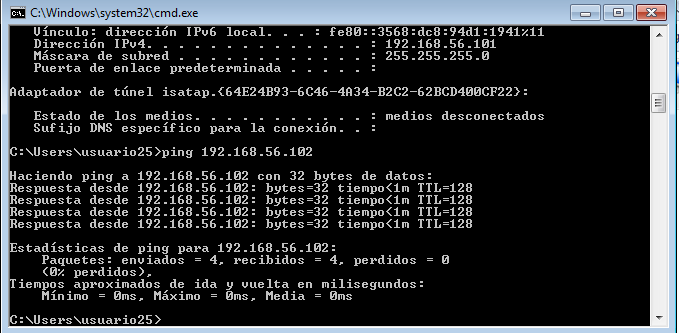 C:\Windows\system32\cmd.exe
Vínculo: dirección IPv6 local. . . : fe80::3568:dc8:94d1:1941%11
Dirección IPv4. . . . . . . . . . . . . . : 192.168.56.101
Máscara de subred . . . . . . . . . . . . : 255.255.255.0
Puerta de enlace predeterminada . . . . . :
Adaptador de túnel isatap.{64E24B93-6C46-4A34-B2C2-62BCD400CF22}:
Estado de los medios. . . . . . . . . . . : medios desconectados
Sufijo DNS específico para la conexión. . :
C:\Users\usuario25>ping 192.168.56.102
Haciendo ping a 192.168.56.102 con 32 bytes de datos:
Respuesta desde 192.168.56.102: bytes=32 tiempo<1m TTL=128
Respuesta desde 192.168.56.102: bytes=32 tiempo<1m TTL=128
Respuesta desde 192.168.56.102: bytes=32 tiempo<1m TTL=128
Respuesta desde 192.168.56.102: bytes=32 tiempo<1m TTL=128
Estadísticas de ping para 192.168.56.102:
Paquetes: enviados = 4, recibidos = 4, perdidos = 0
(0% perdidos),
Tiempos aproximados de ida y vuelta en milisegundos:
Mínimo = 0ms, Máximo = 0ms, Media = 0ms
C:\Users\usuario25>